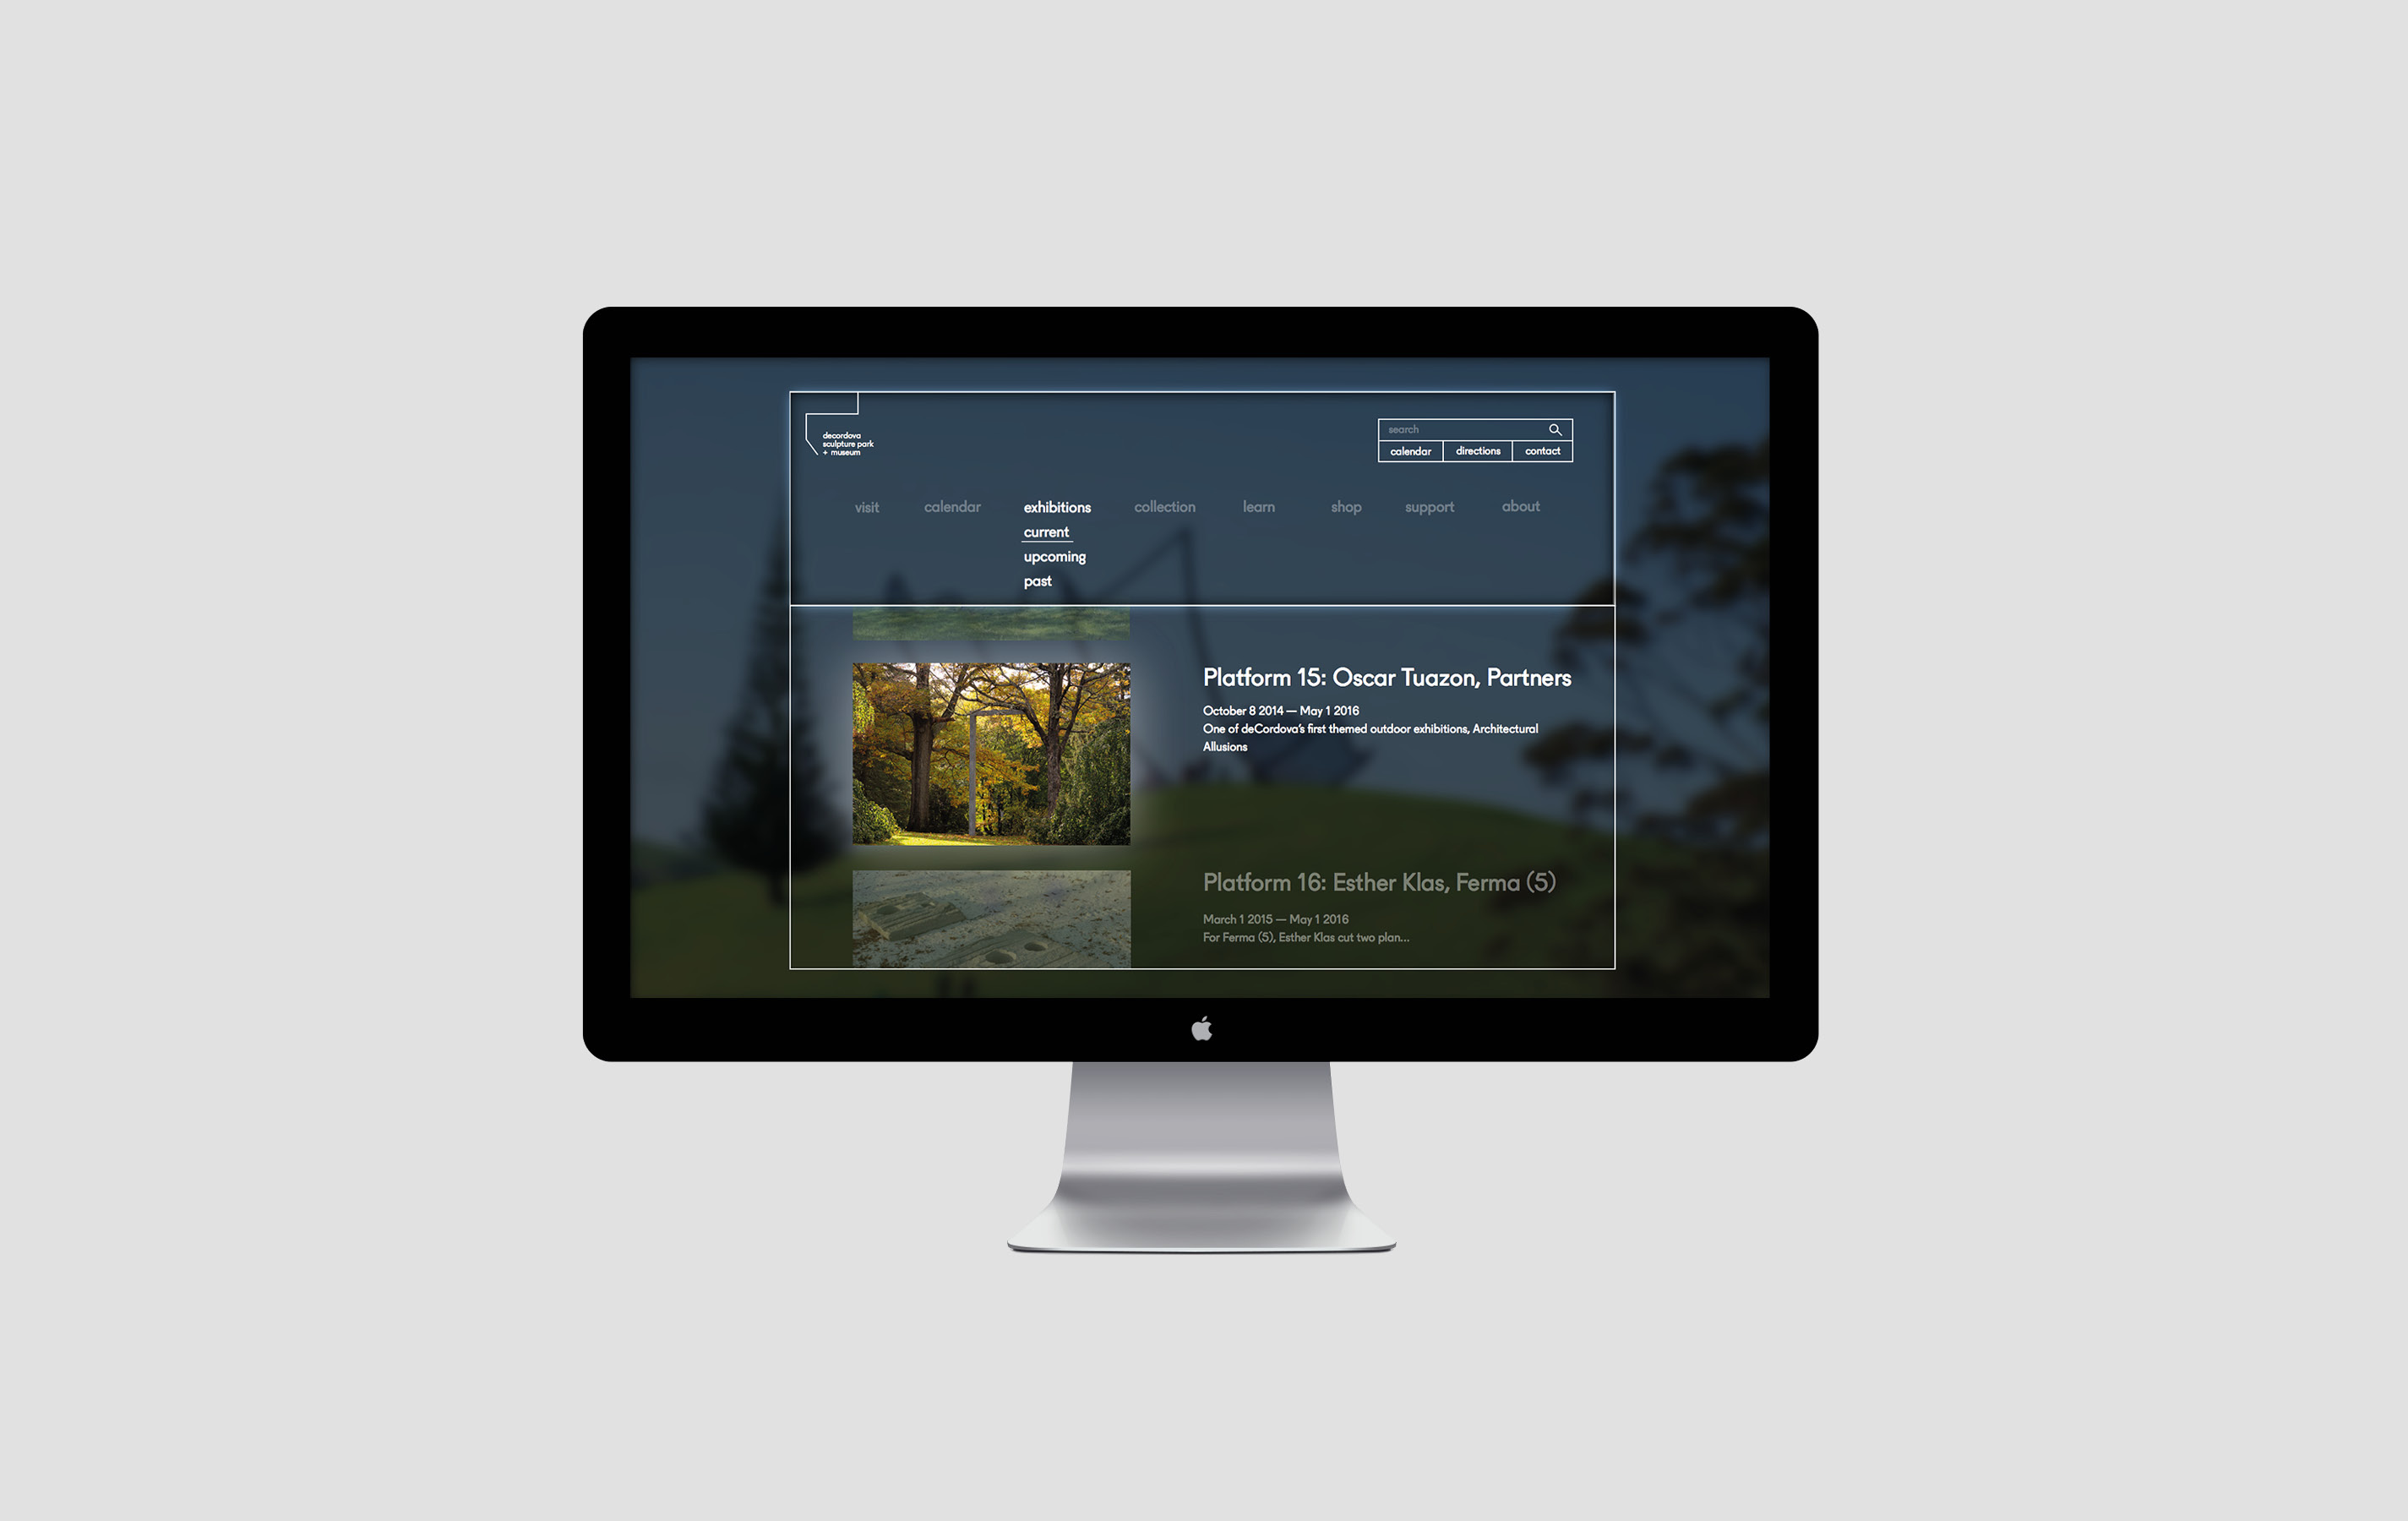 decordova
sculpture park
+ museum
search
calendar
directions
contact
visit
calendar
exhibitions
collection
learn
shop
support
about
current
upcoming
past
Platform 15: Oscar Tuazon, Partners
October 8 2014 — May 1 2016
One of deCordova's first themed outdoor exhibitions, Architectural
Allusions
Platform 16: Esther Klas, Ferma (5)
March 1 2015 — May 1 2016
For Ferma (5), Esther Klas cut two plan...